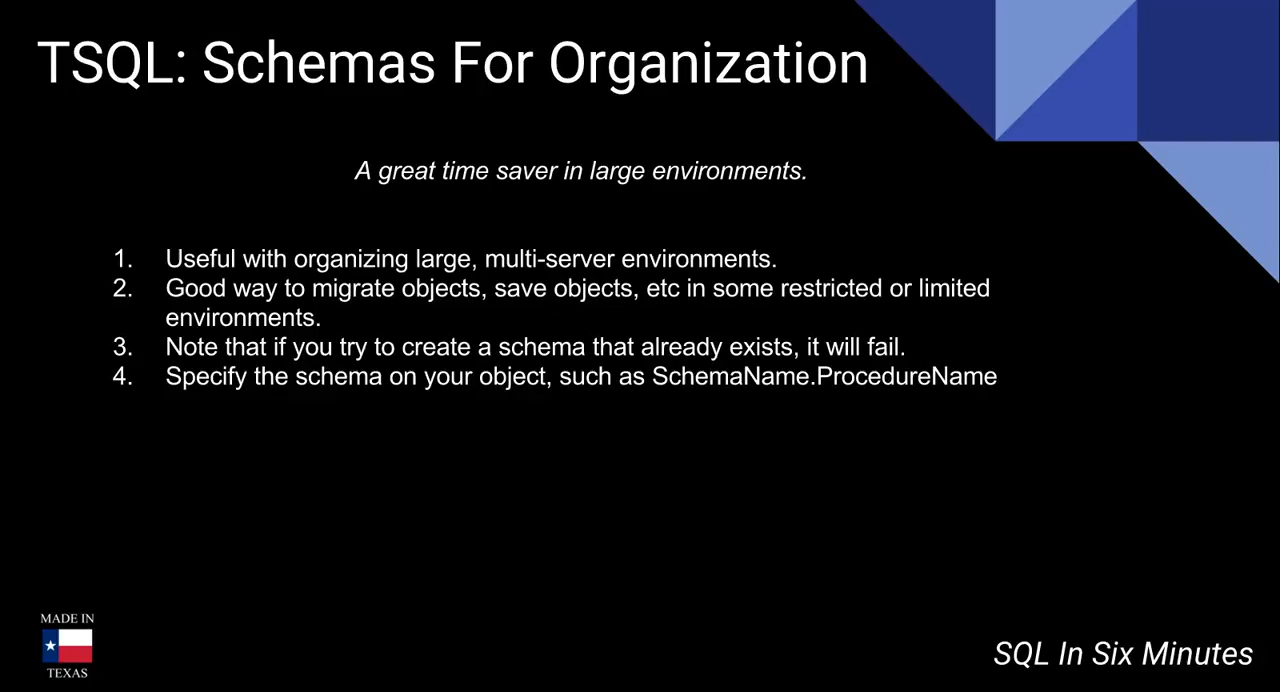 TSQL: Schemas For Organization
A great time saver in large environments.
1. Useful with organizing large, multi-server environments.
2. Good way to migrate objects, save objects, etc in some restricted or limited
environments.
3. Note that if you try to create a schema that already exists, it will fail.
4. Specify the schema on your object, such as SchemaName.ProcedureName
MADE IN
TEXAS
SQL In Six Minutes